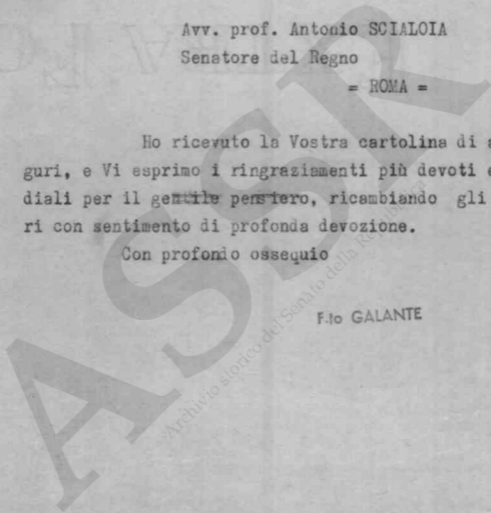 Avv. prof. Antonio SCIALOIA
Senatore del Regno
= ROMA =
Ho ricevuto la Vostra cartolina di a
guri, e Vi esprimo i ringraziamenti più devoti e
diali per il gentile pensiero, ricambiando gli
ri con sentimento di profonda devozione.
Con profondo ossequio
F.to GALANTE
ASSR
Archivio storico del Senato della Repubblica